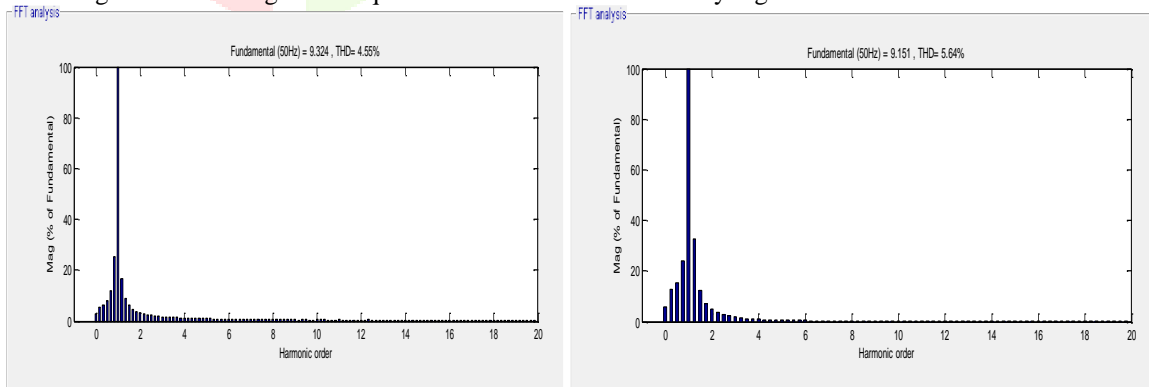 FFT analysis
Fundamental (50Hz) = 9.324 , THD= 4.55%
100
80
60
40
20
0
Mag (% of Fundamental)
0 2 4 6 8 10 12 14 16 18 20
Harmonic order
FFT analysis
Fundamental (50Hz) = 9.151 , THD= 5.64%
100
80
60
40
20
0
Mag (% of Fundamental)
0 2 4 6 8 10 12 14 16 18 20
Harmonic order